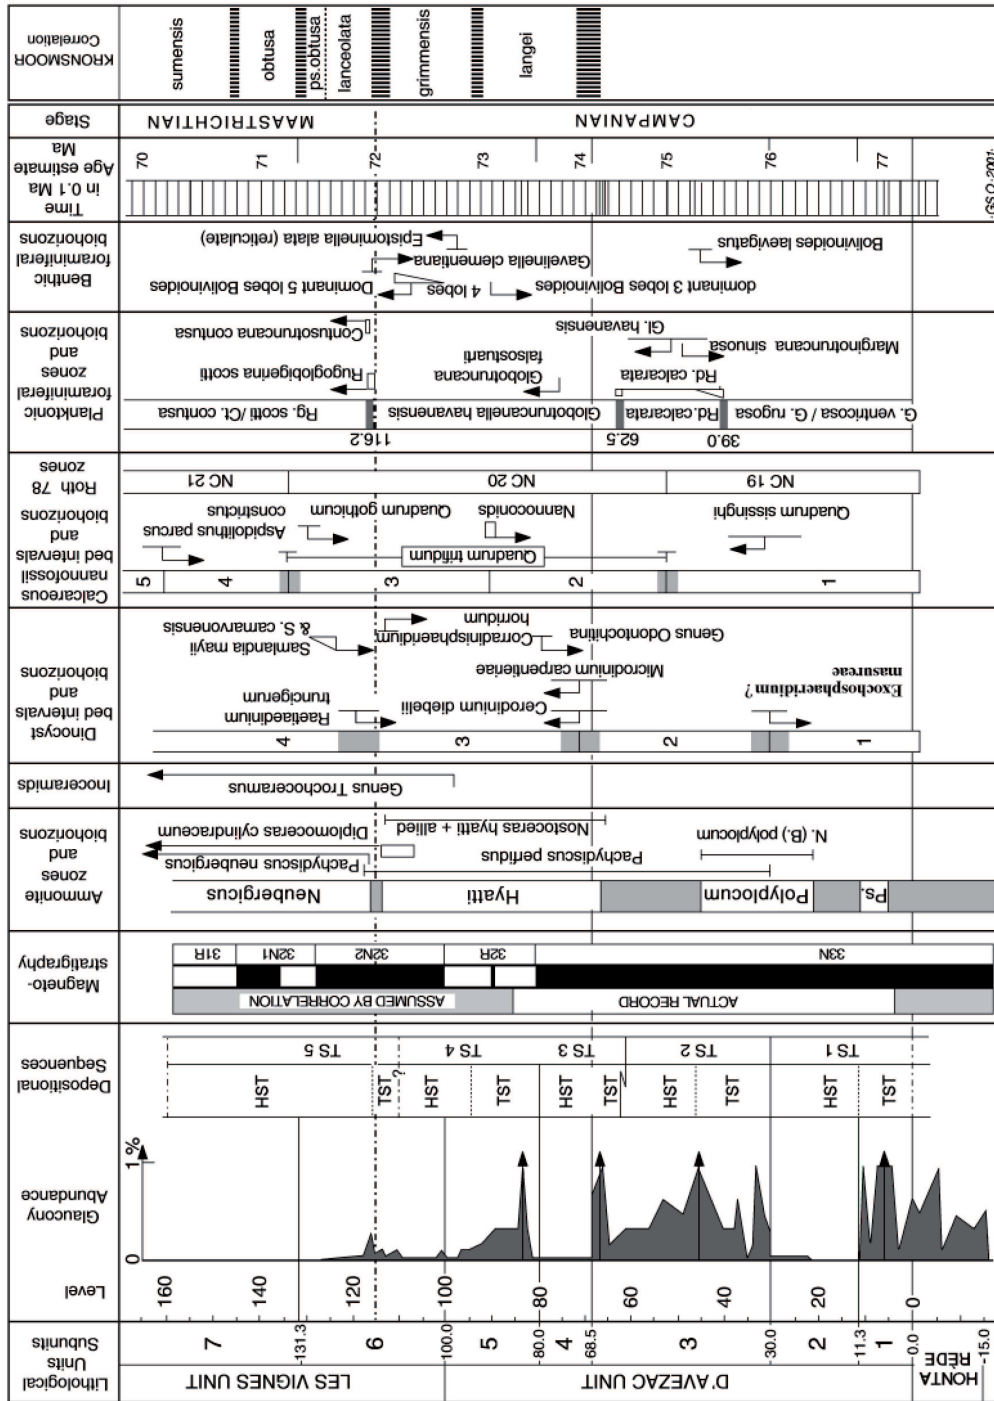 KRONSMOOR
Correlation
sumensis
obtusa
ps.obtusa
lanceolata
grimmensis
langei
Stage
MAASTRICHTIAN
CAMPANIAN
Age estimate
Ma
70
71
72
73
74
75
76
77
Time
in 0.1 Ma
GS.O.-2001-
Benthic
foraminiferal
biohorizons
Epistominella alata (reticulate)
Gavelinella clementiana
Dominant 5 lobes Bolivinoides
4 lobes
dominant 3 lobes Bolivinoides
Bolivinoides laevigatus
Planktonic
foraminiferal
zones
and
biohorizons
Contusotruncana contusa
Rugoglobigerina scotti
Globotruncana
falsostuarti
Gl. havanensis
Marginotruncana sinuosa
Rd. calcarata
Rg. scotti/ Ct. contusa
Globotruncanella havanensis
Rd.calcarata
G. ventricosa / G. rugosa
116.2
62.5
39.0
Roth 78
zones
NC 21
NC 20
NC 19
Calcareous
nannofossil
bed intervals
and
biohorizons
Aspidolithus parcus
constrictus
Quadrum gothicum
Nannoconids
Quadrum sissinghi
Quadrum trifidum
5
4
3
2
1
Dinocyst
bed intervals
and
biohorizons
Samlandia mayii
& S. carnarvonensis
Corradinisphaeridium
horridum
Genus Odontochitina
Microdinium carpentierae
Raetiaedinium
truncigerum
Cerodinium diebelii
Exochosphaeridium ?
masureae
4
3
2
1
Inoceramids
Genus Trochoceramus
Ammonite
zones
and
biohorizons
Diplomoceras cylindraceum
Pachydiscus neubergicus
Nostoceras hyatti + allied
Pachydiscus perfidus
N. (B.) polyplocum
Neubergicus
Hyatti
Polyplocum
Ps.
Magneto-
stratigraphy
31R
32N1
32N2
32R
33N
ASSUMED BY CORRELATION
ACTUAL RECORD
Depositional
Sequences
TS 5
TS 4
TS 3
TS 2
TS 1
HST
TST
?
HST
TST
HST
TST
HST
TST
HST
TST
Glaucony
Abundance
1
%
0
Level
160
140
120
100
80
60
40
20
0
Lithological
Units
Subunits
7
131.3
6
100.0
5
80.0
4
68.5
3
30.0
2
11.3
1
0.0
-15.0
LES VIGNES UNIT
D'AVEZAC UNIT
HONTA
RÈDE